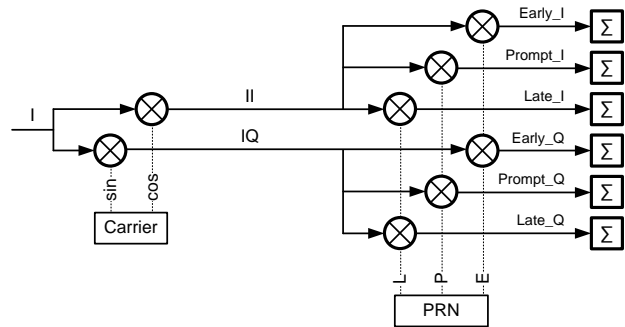 Early_I
Σ
Prompt_I
Σ
I
II
Late_I
Σ
IQ
Early_Q
Σ
sin
cos
Prompt_Q
Σ
Carrier
Late_Q
Σ
L
P
E
PRN